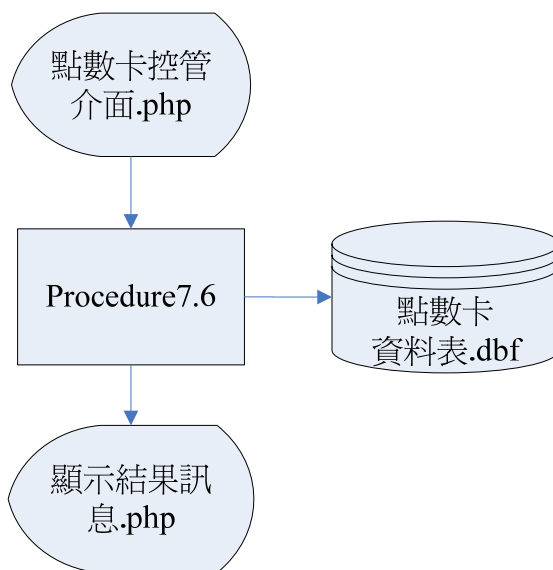 點數卡控管
介面.php
Procedure7.6
點數卡
資料表.dbf
顯示結果訊
息.php